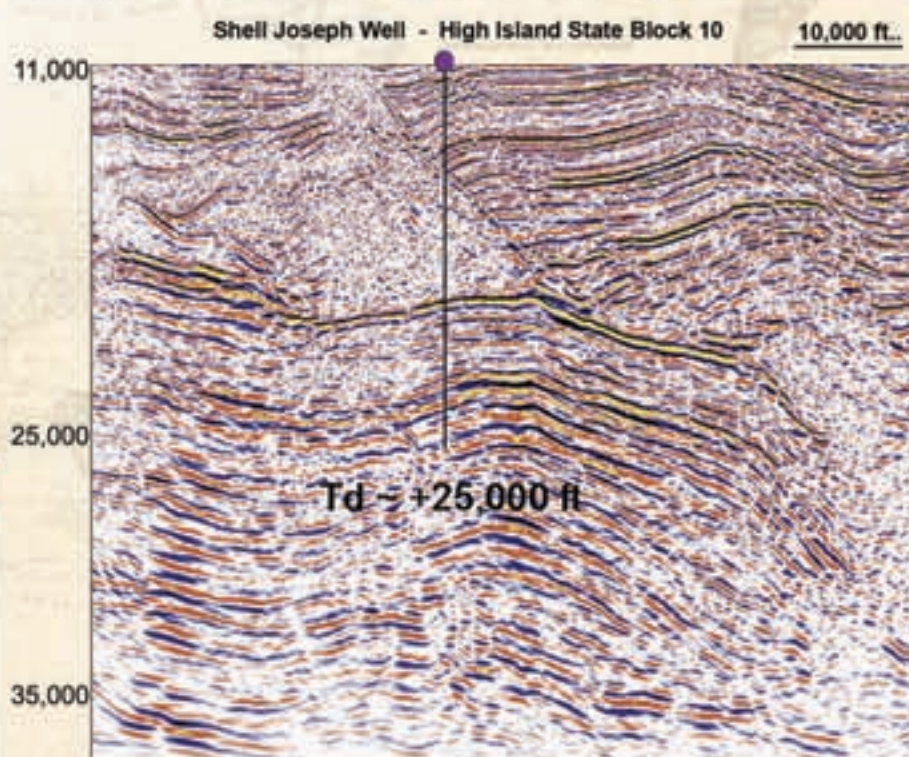 Shell Joseph Well - High Island State Block 10
10,000 ft..
11,000
25,000
Td ~ +25,000 ft
35,000